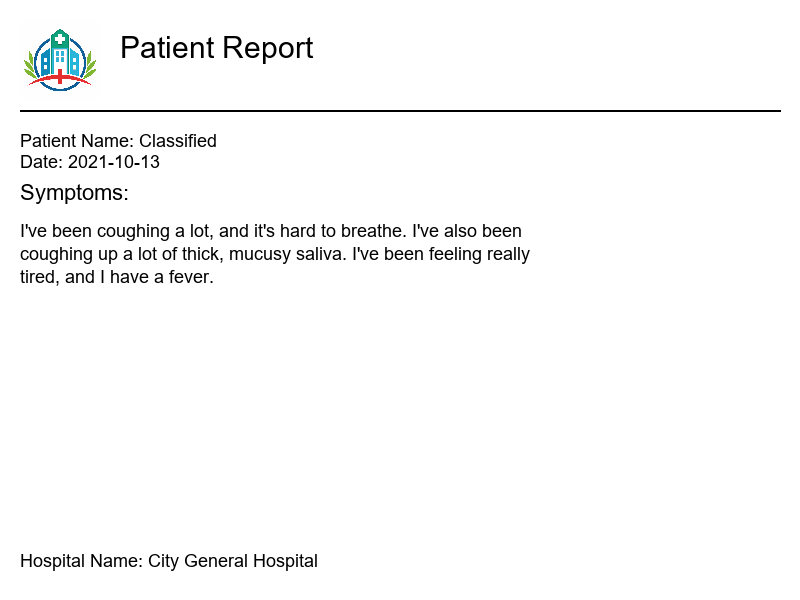 Patient Report
Patient Name: Classified
Date: 2021-10-13
Symptoms:
I've been coughing a lot, and it's hard to breathe. I've also been
coughing up a lot of thick, mucusy saliva. I've been feeling really
tired, and I have a fever.
Hospital Name: City General Hospital